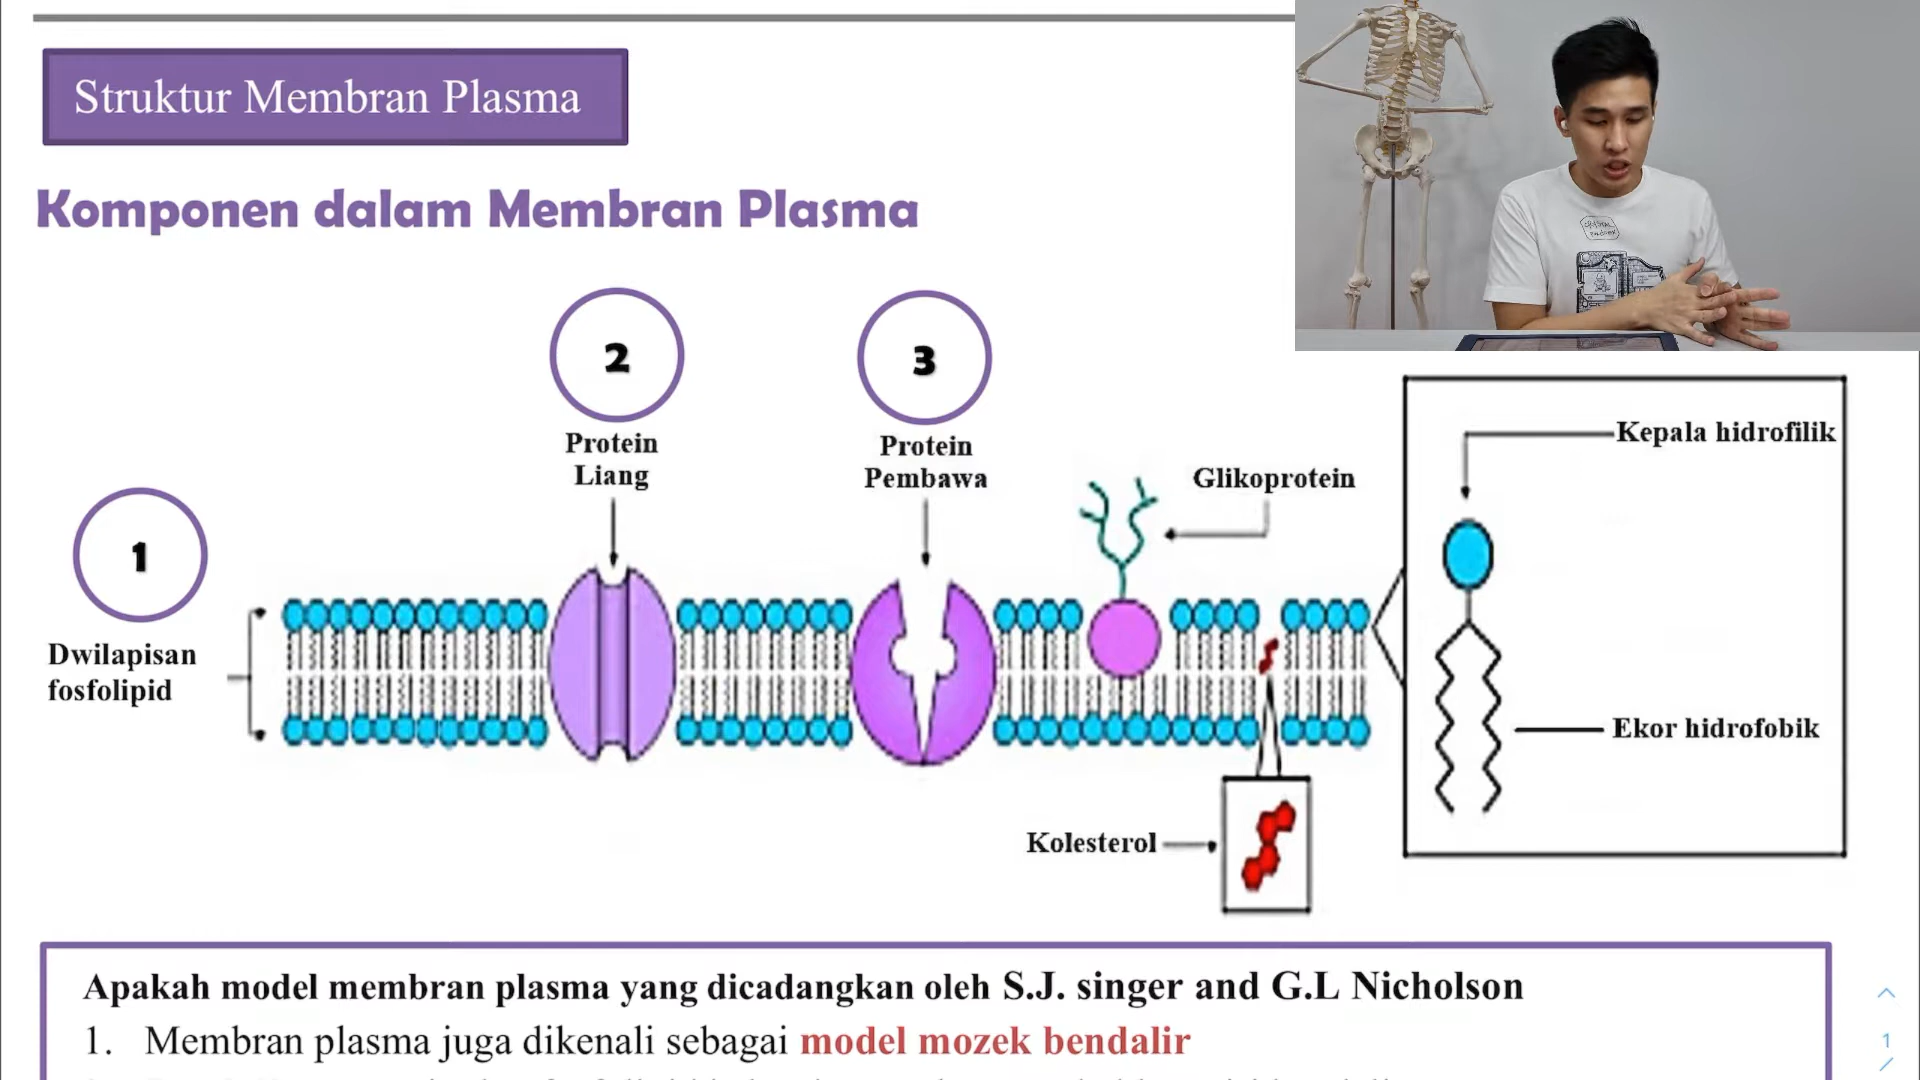 Struktur Membran Plasma
Komponen dalam Membran Plasma
2
3
Protein
Liang
Protein
Pembawa
Glikoprotein
Kepala hidrofilik
1
Dwilapisan
fosfolipid
Ekor hidrofobik
Kolesterol
Apakah model membran plasma yang dicadangkan oleh S.J. singer and G.L Nicholson
1. Membran plasma juga dikenali sebagai model mozek bendalir
1